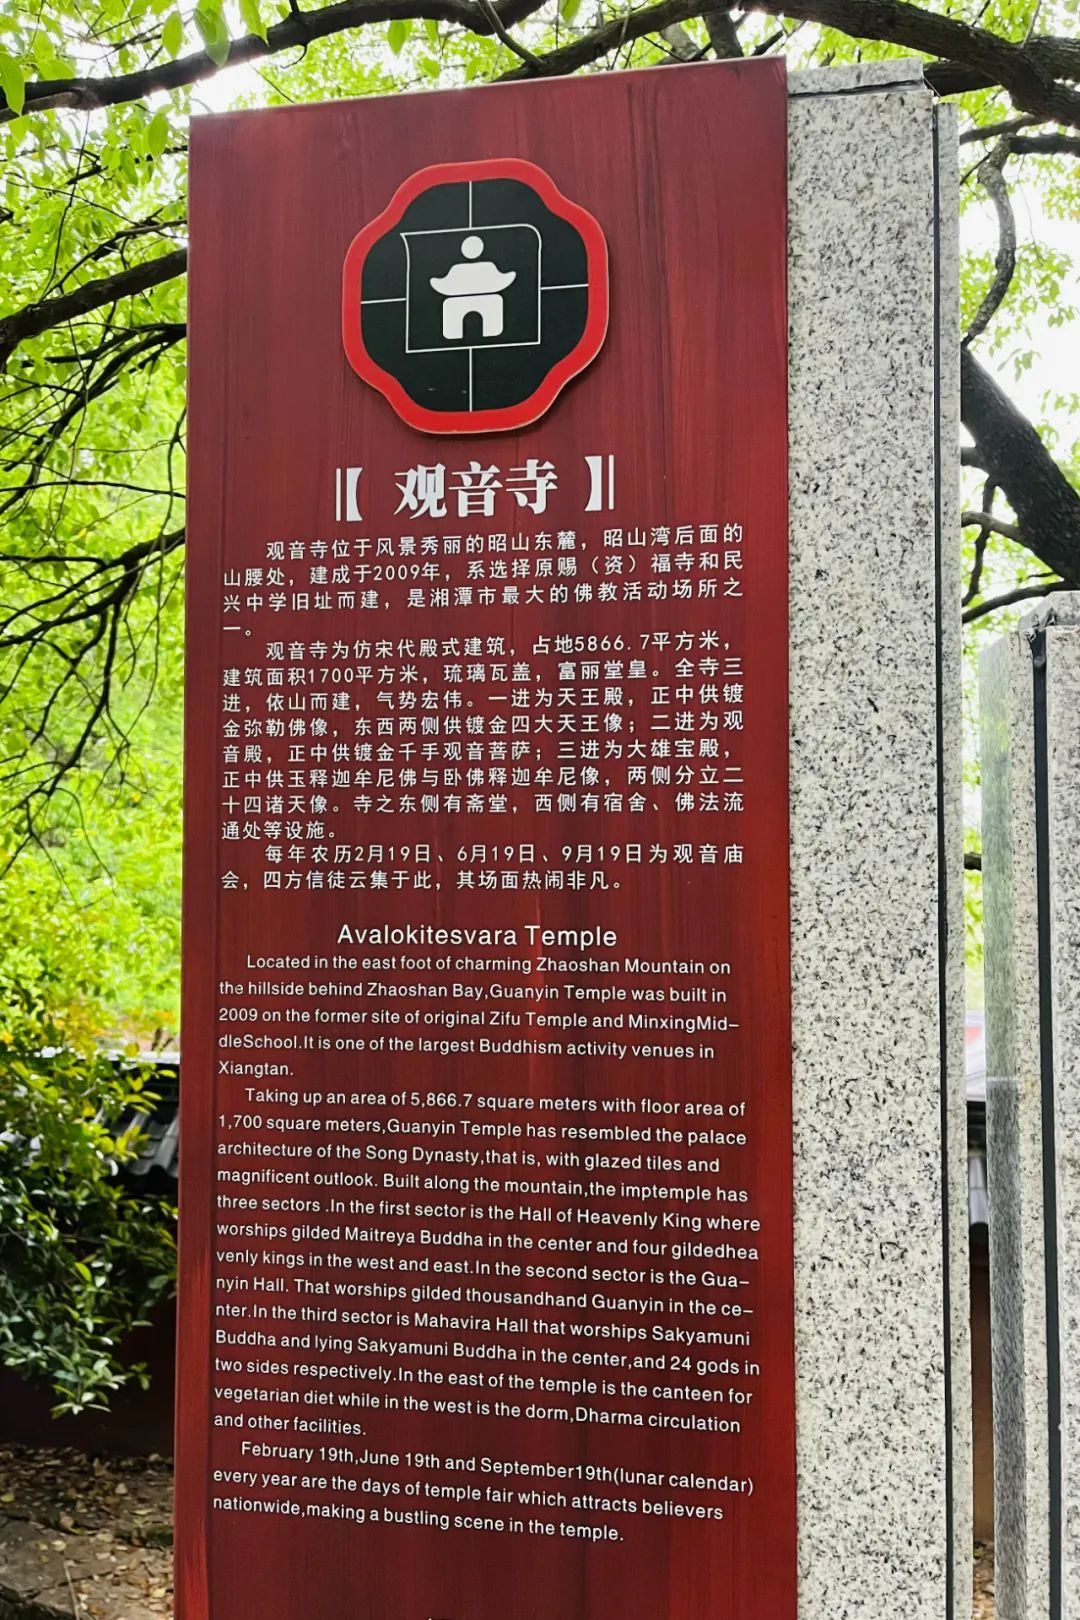 【 观音寺 】
观音寺位于风景秀丽的昭山东麓，昭山湾后面的
山腰处，建成于2009年，系选择原赐（资）福寺和民
兴中学旧址而建，是湘潭市最大的佛教活动场所之
一。
观音寺为仿宋代殿式建筑，占地5866.7平方米，
建筑面积1700平方米，琉璃瓦盖，富丽堂皇。全寺三
进，依山而建，气势宏伟。一进为天王殿，正中供镀
金弥勒佛像，东西两侧供镀金四大天王像；二进为观
音殿，正中供镀金千手观音菩萨；三进为大雄宝殿，
正中供玉释迦牟尼佛与卧佛释迦牟尼像，两侧分立二
十四诸天像。寺之东侧有斋堂，西侧有宿舍、佛法流
通处等设施。
每年农历2月19日、6月19日、9月19日为观音庙
会，四方信徒云集于此，其场面热闹非凡。
Avalokitesvara Temple
Located in the east foot of charming Zhaoshan Mountain on
the hillside behind Zhaoshan Bay,Guanyin Temple was built in
2009 on the former site of original Zifu Temple and MinxingMid-
dleSchool.It is one of the largest Buddhism activity venues in
Xiangtan.
Taking up an area of 5,866.7 square meters with floor area of
1,700 square meters,Guanyin Temple has resembled the palace
architecture of the Song Dynasty,that is, with glazed tiles and
magnificent outlook. Built along the mountain,the imptemple has
three sectors .In the first sector is the Hall of Heavenly King where
worships gilded Maitreya Buddha in the center and four gildedhea
venly kings in the west and east.In the second sector is the Gua-
nyin Hall. That worships gilded thousandhand Guanyin in the ce-
nter.In the third sector is Mahavira Hall that worships Sakyamuni
Buddha and lying Sakyamuni Buddha in the center,and 24 gods in
two sides respectively.In the east of the temple is the canteen for
vegetarian diet while in the west is the dorm,Dharma circulation
and other facilities.
February 19th,June 19th and September19th(lunar calendar)
every year are the days of temple fair which attracts believers
nationwide,making a bustling scene in the temple.